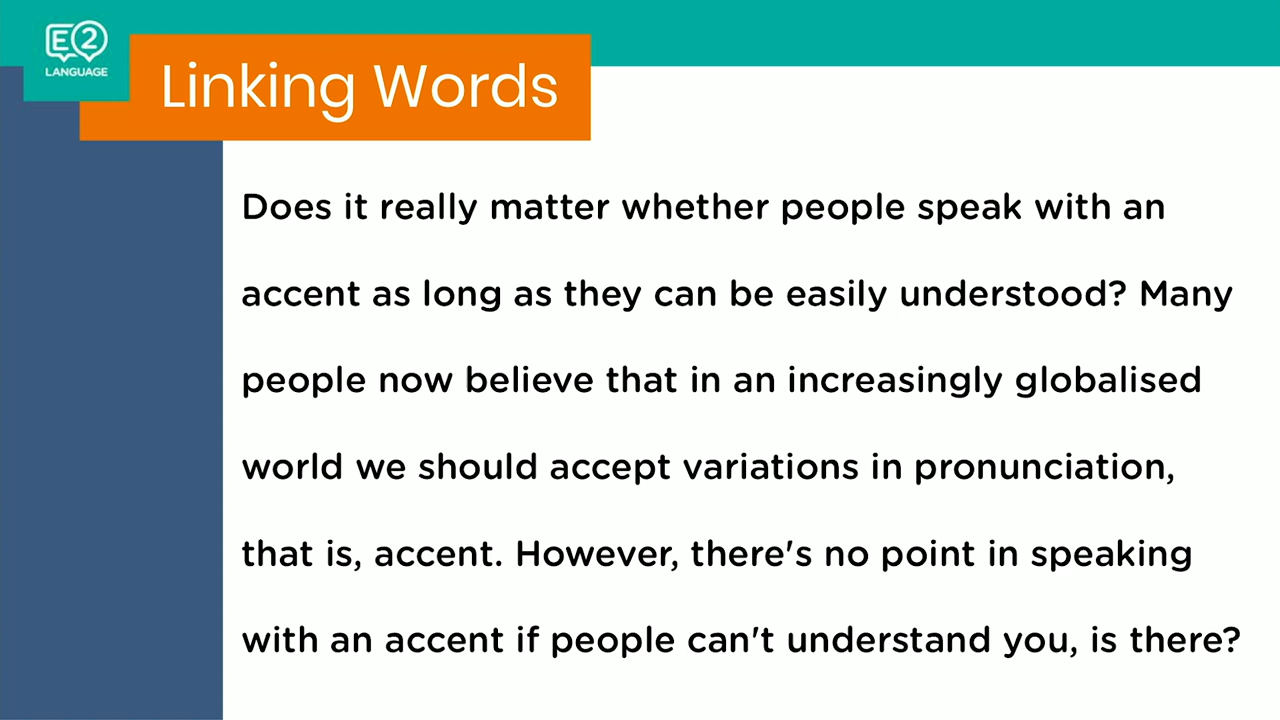 E2
LANGUAGE
Linking Words
Does it really matter whether people speak with an
accent as long as they can be easily understood? Many
people now believe that in an increasingly globalised
world we should accept variations in pronunciation,
that is, accent. However, there's no point in speaking
with an accent if people can't understand you, is there?